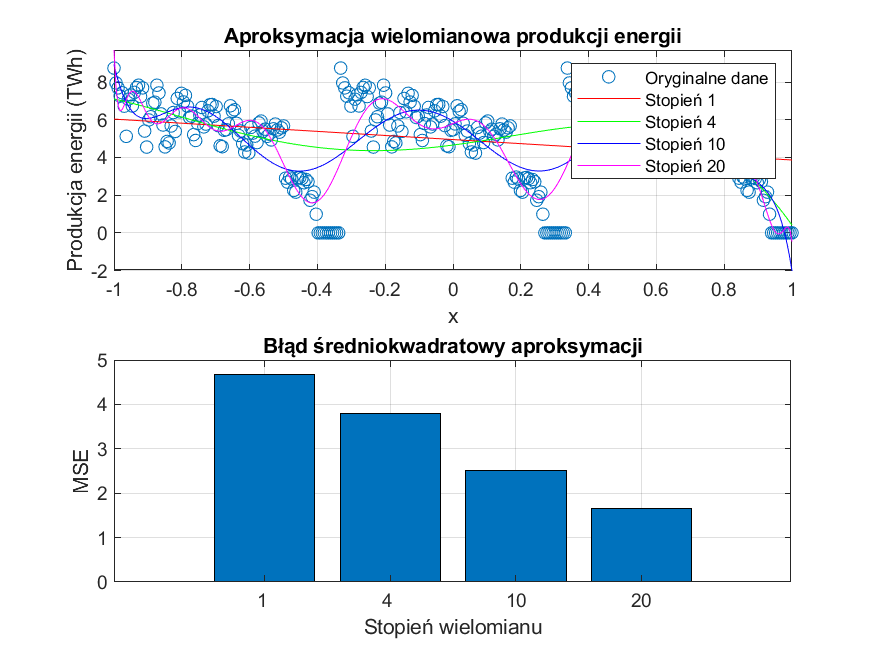 Aproksymacja wielomianowa produkcji energii
Produkcja energii (TWh)
8
6
4
2
0
-2
-1 -0.8 -0.6 -0.4 -0.2 0 0.2 0.4 0.6 0.8 1
x
Oryginalne dane
Stopień 1
Stopień 4
Stopień 10
Stopień 20
Błąd średniokwadratowy aproksymacji
MSE
5
4
3
2
1
0
1 4 10 20
Stopień wielomianu